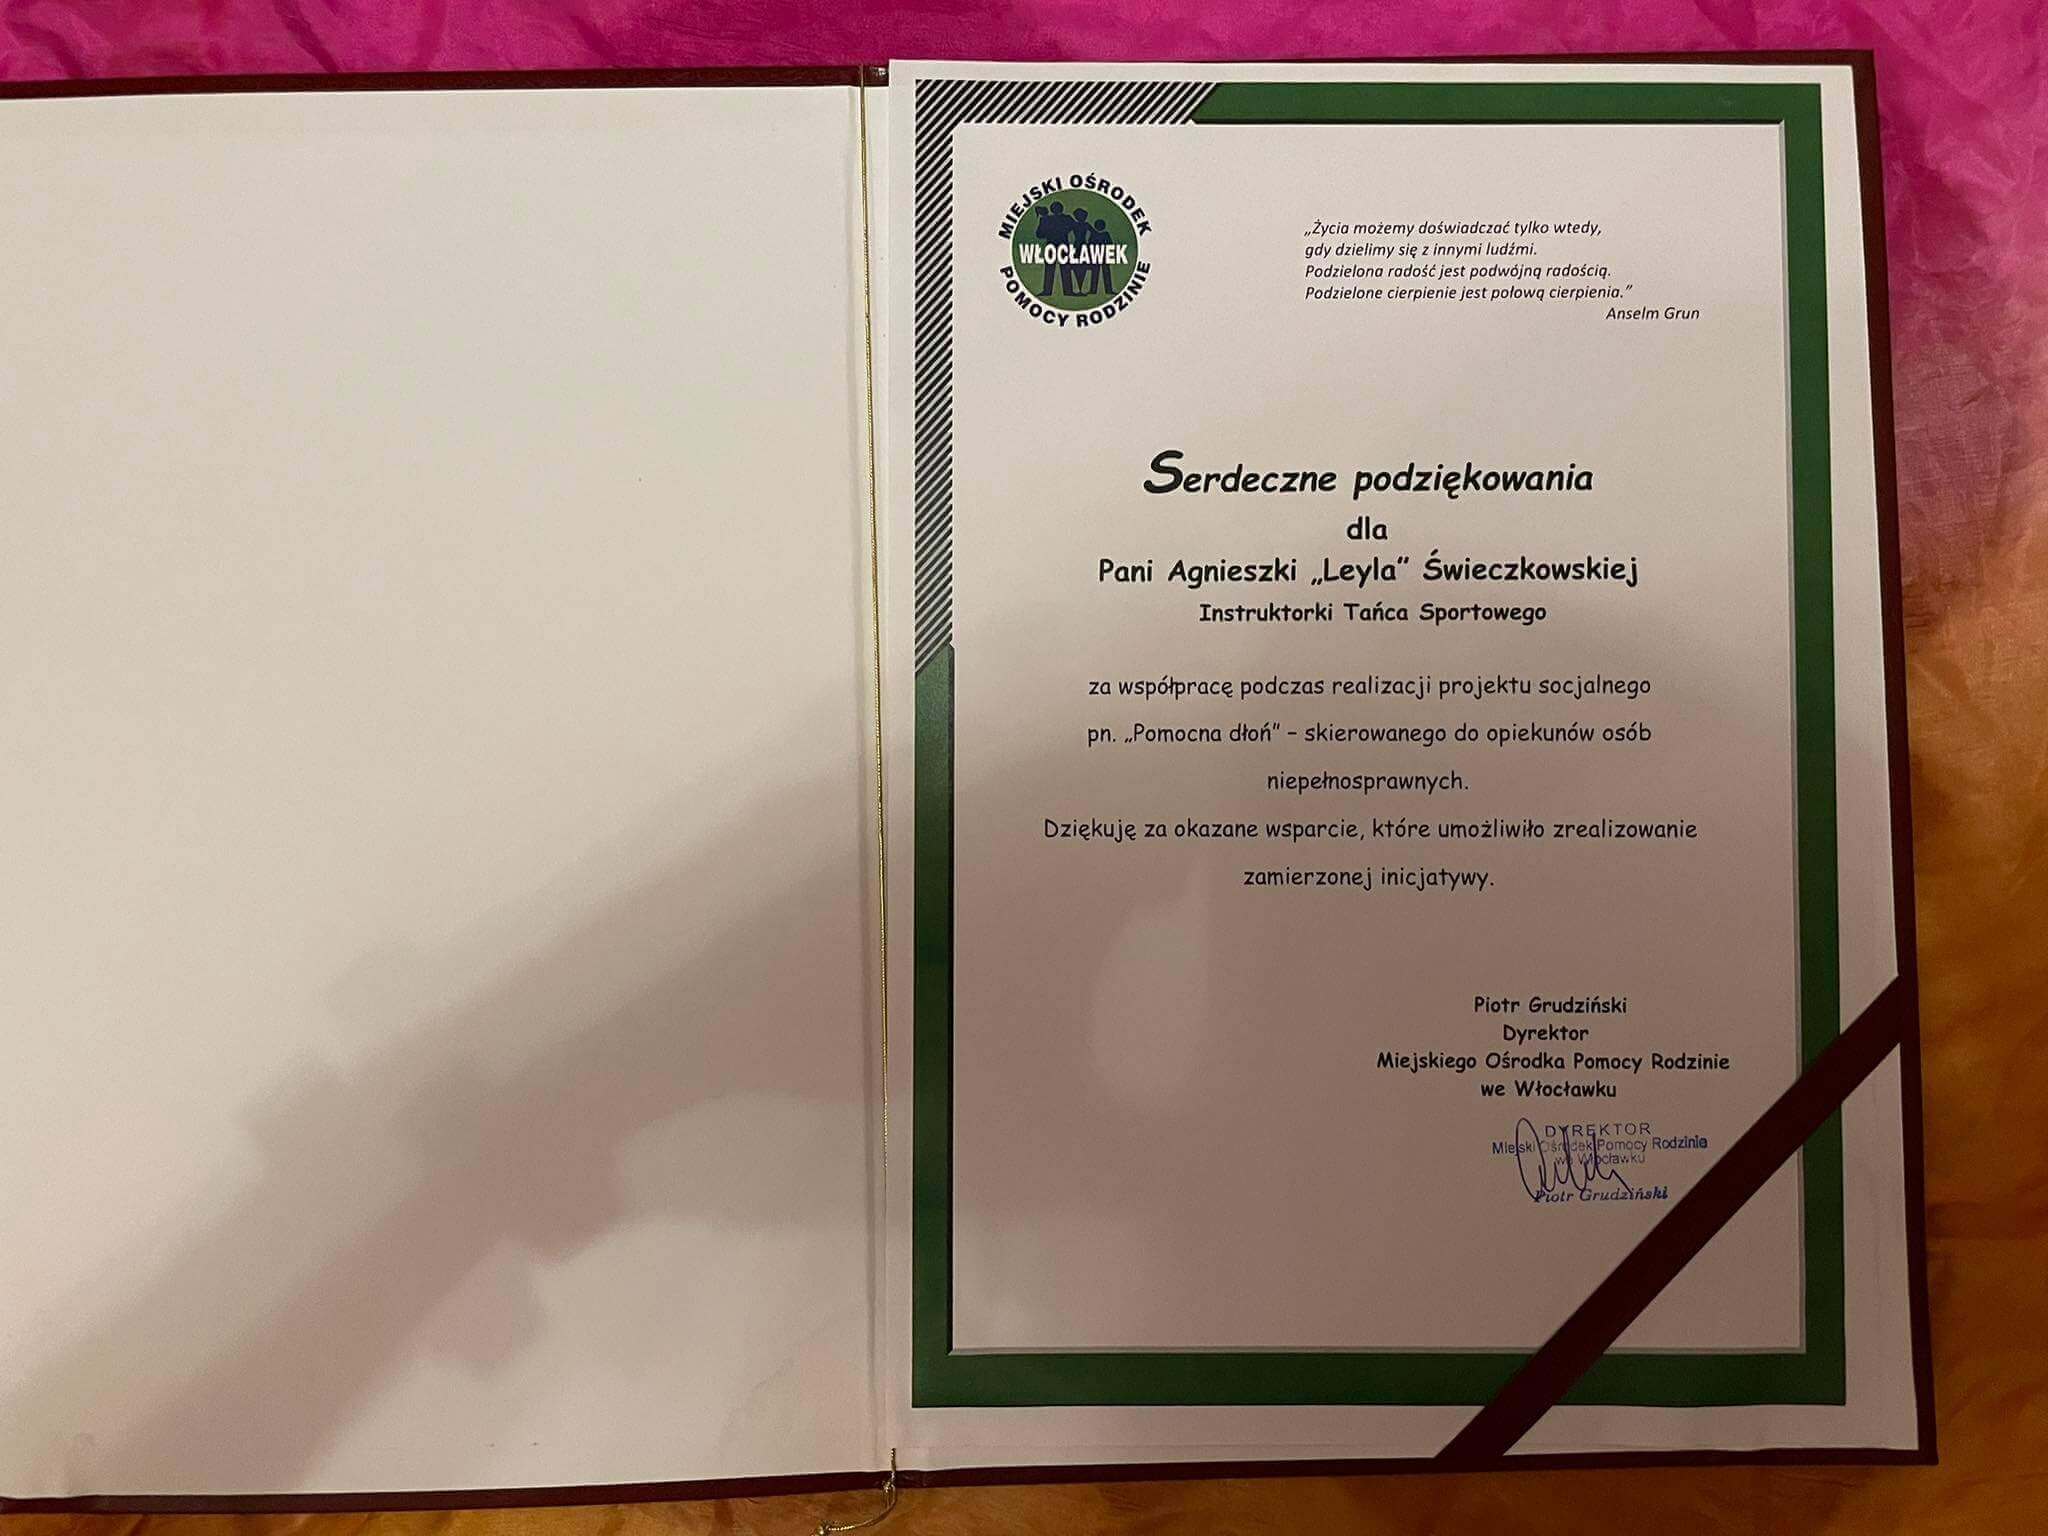 MIEJSKI OŚRODEK
WŁOCŁAWEK
POMOCY RODZINIE
„Życia możemy doświadczać tylko wtedy,
gdy dzielimy się z innymi ludźmi.
Podzielona radość jest podwójną radością.
Podzielone cierpienie jest połową cierpienia.”
Anselm Grun
Serdeczne podziękowania
dla
Pani Agnieszki „Leyla” Świeczkowskiej
Instruktorki Tańca Sportowego
za współpracę podczas realizacji projektu socjalnego
pn. „Pomocna dłoń” – skierowanego do opiekunów osób
niepełnosprawnych.
Dziękuję za okazane wsparcie, które umożliwiło zrealizowanie
zamierzonej inicjatywy.
Piotr Grudziński
Dyrektor
Miejskiego Ośrodka Pomocy Rodzinie
we Włocławku
DYREKTOR
Miejski Ośrodek Pomocy Rodzinie
we Włocławku
Piotr Grudziński